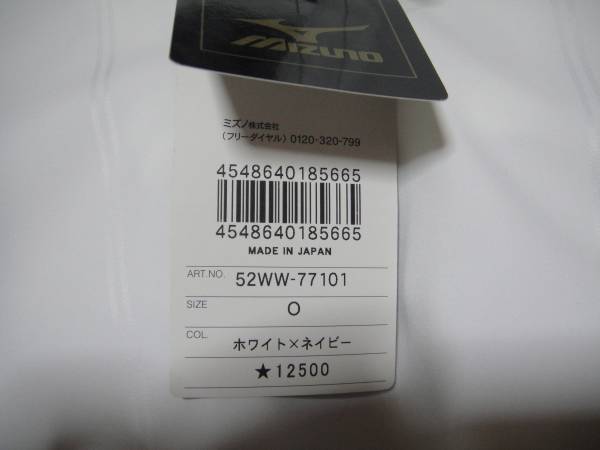 MIZUNO
ミズノ株式会社
(フリーダイヤル) 0120-320-799
4548640185665
4548640185665
MADE IN JAPAN
ART.NO. 52WW-77101
SIZE O
COL. ホワイト×ネイビー
★12500